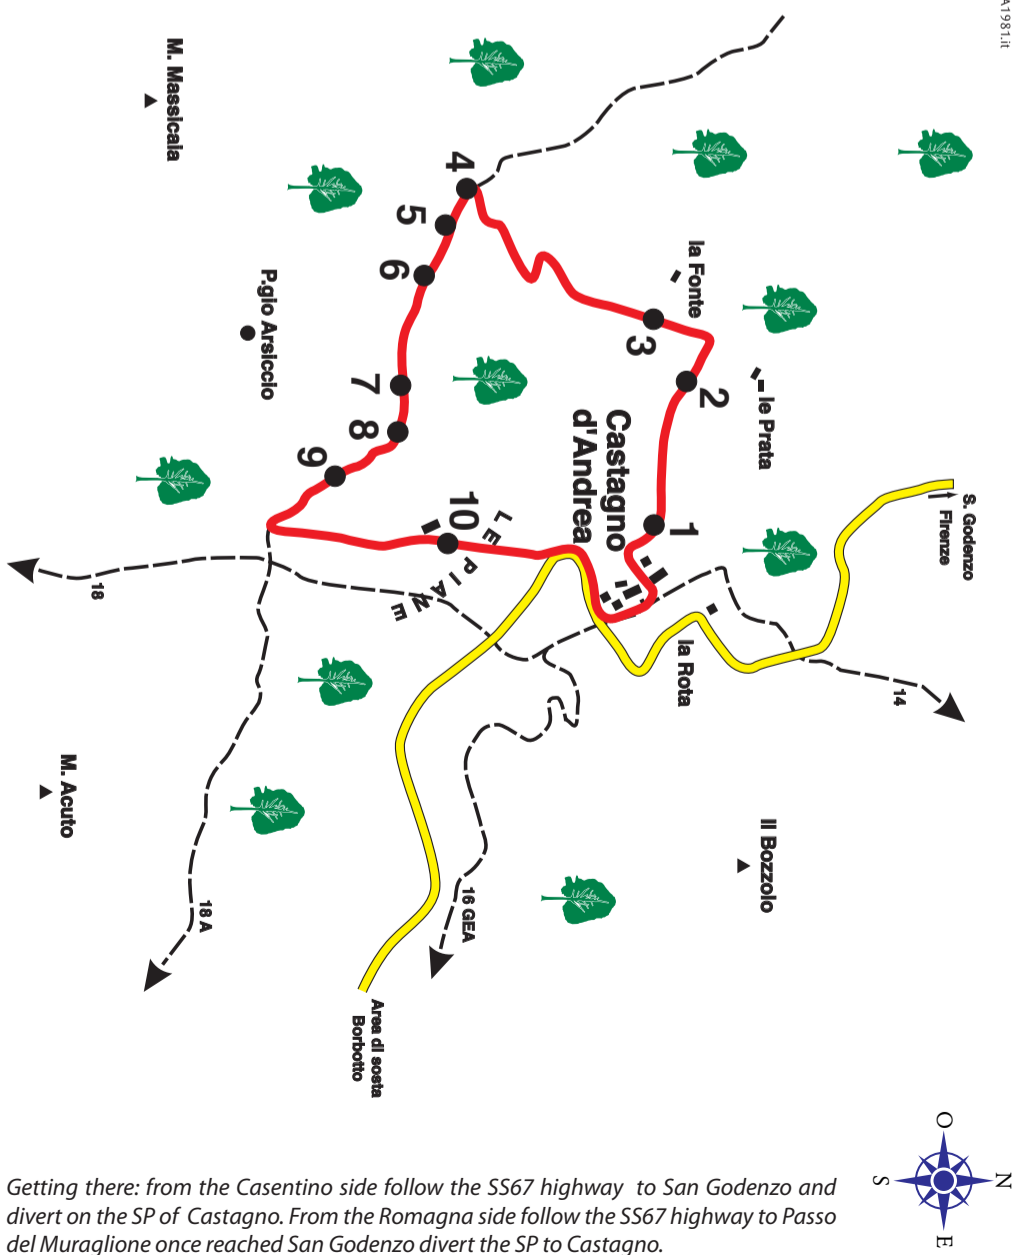 A1981.it
M. Massicaia
4
5
6
P.gio Arsiccio
la Fonte
3
2
le Prata
7
8
9
Castagno
d'Andrea
1
10
LE PIANE
S. Godenzo
Firenze
la Rota
14
18
M. Acuto
18 A
16 GEA
Il Bozzolo
Area di sosta
Borbotto
N
O
E
S
Getting there: from the Casentino side follow the SS67 highway to San Godenzo and
divert on the SP of Castagno. From the Romagna side follow the SS67 highway to Passo
del Muraglione once reached San Godenzo divert the SP to Castagno.